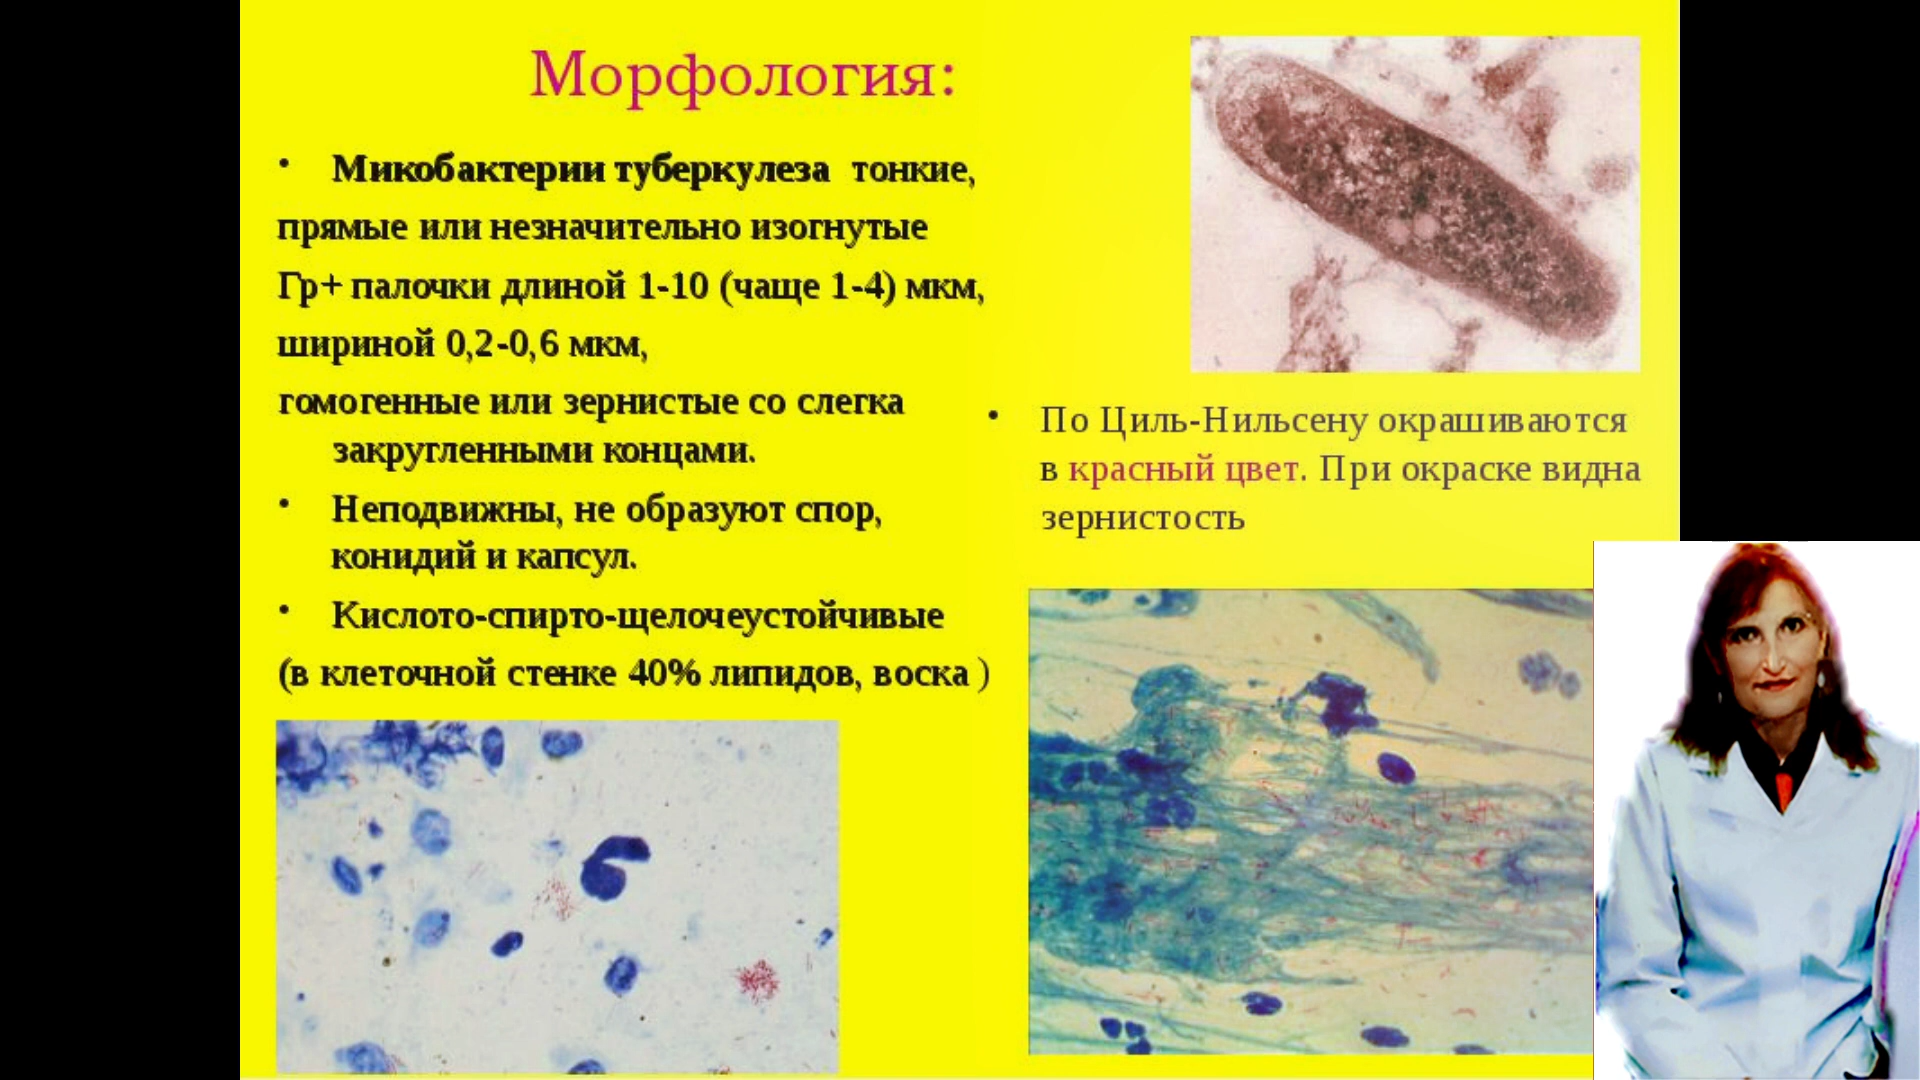 Морфология:
• Микобактерии туберкулеза тонкие,
прямые или незначительно изогнутые
Гр+ палочки длиной 1-10 (чаще 1-4) мкм,
шириной 0,2-0,6 мкм,
гомогенные или зернистые со слегка
закругленными концами.
• Неподвижны, не образуют спор,
конидий и капсул.
• Кислото-спирто-щелочеустойчивые
(в клеточной стенке 40% липидов, воска )
• По Циль-Нильсену окрашиваются
в красный цвет. При окраске видна
зернистость